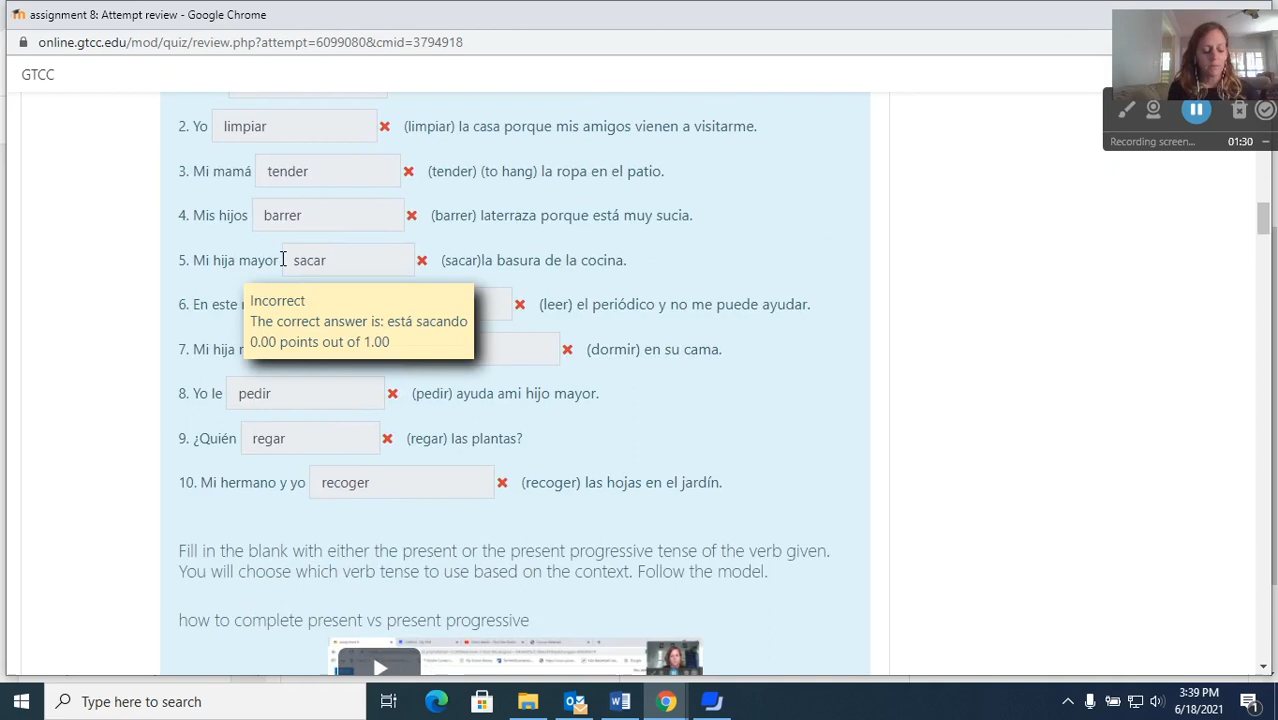 assignment 8: Attempt review - Google Chrome
online.gtcc.edu/mod/quiz/review.php?attempt=6099080&cmid=3794918
GTCC
Recording screen... 01:30
2. Yo limpiar (limpiar) la casa porque mis amigos vienen a visitarme.
3. Mi mamá tender (tender) (to hang) la ropa en el patio.
4. Mis hijos barrer (barrer) laterraza porque está muy sucia.
5. Mi hija mayor sacar (sacar)la basura de la cocina.
Incorrect
The correct answer is: está sacando
0.00 points out of 1.00
6. En este (leer) el periódico y no me puede ayudar.
7. Mi hija (dormir) en su cama.
8. Yo le pedir (pedir) ayuda ami hijo mayor.
9. ¿Quién regar (regar) las plantas?
10. Mi hermano y yo recoger (recoger) las hojas en el jardín.
Fill in the blank with either the present or the present progressive tense of the verb given.
You will choose which verb tense to use based on the context. Follow the model.
how to complete present vs present progressive
Type here to search
3:39 PM
6/18/2021
1